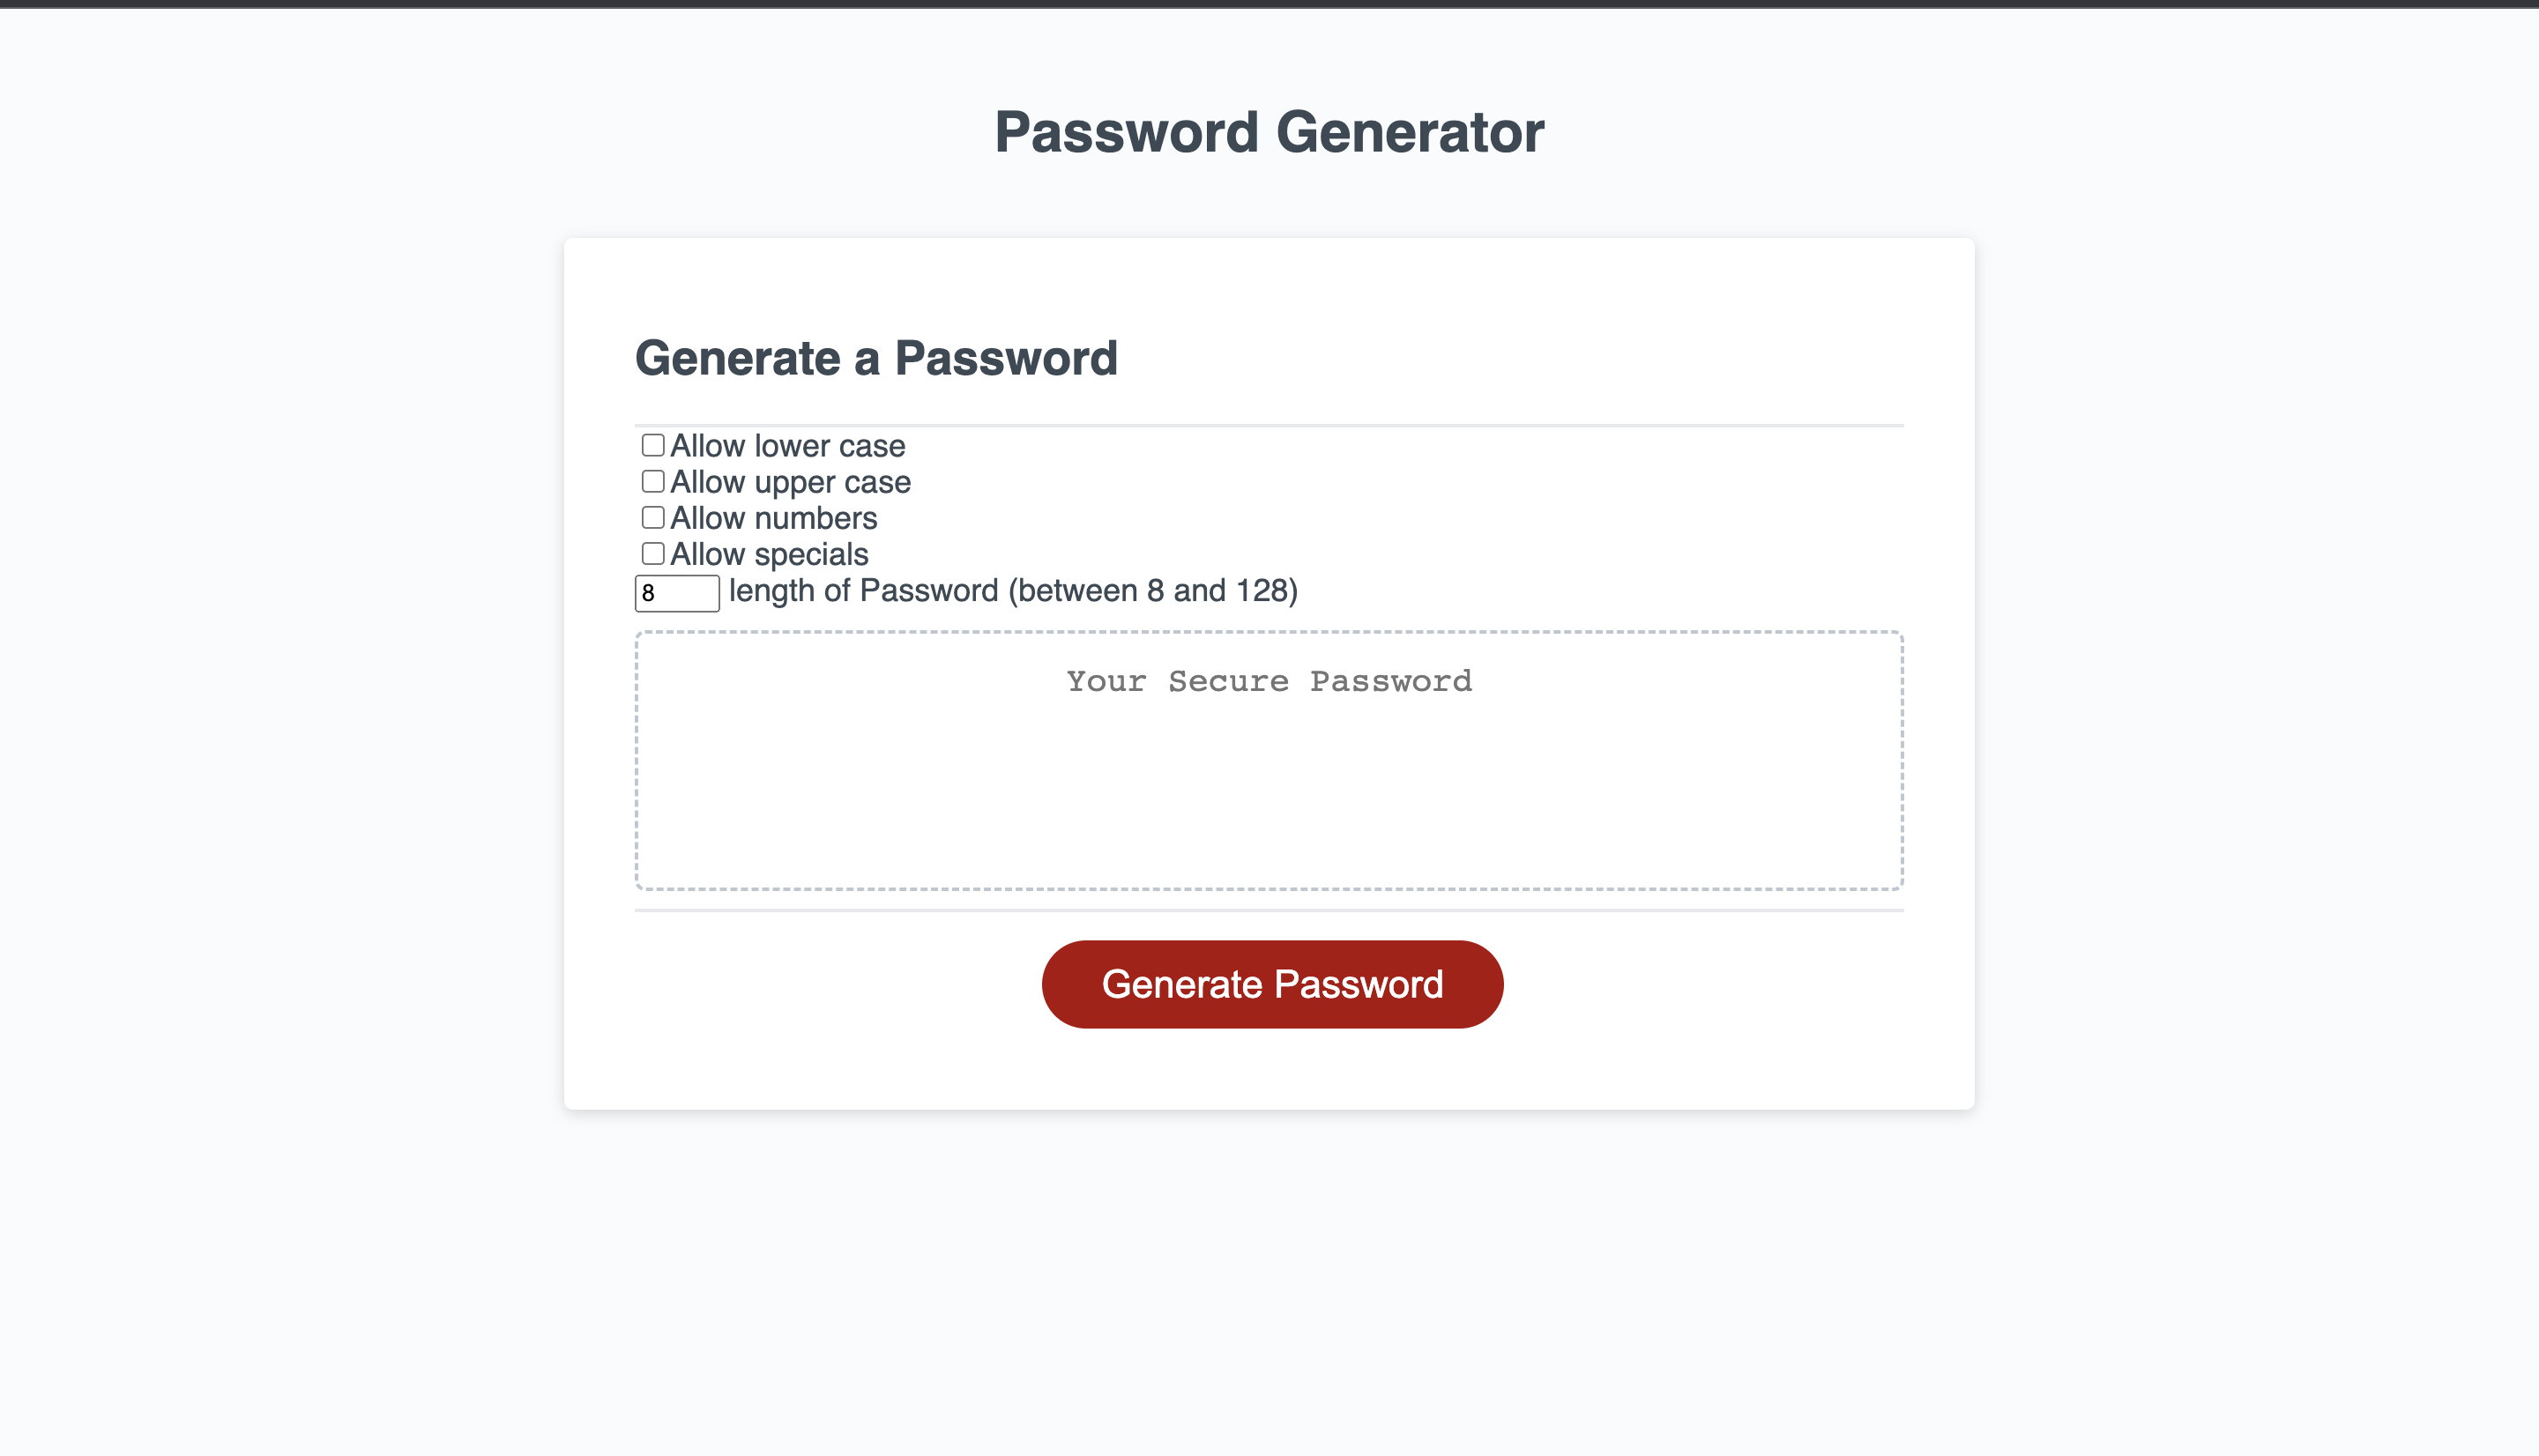 Password Generator
Generate a Password
Allow lower case
Allow upper case
Allow numbers
Allow specials
8 length of Password (between 8 and 128)
Your Secure Password
Generate Password